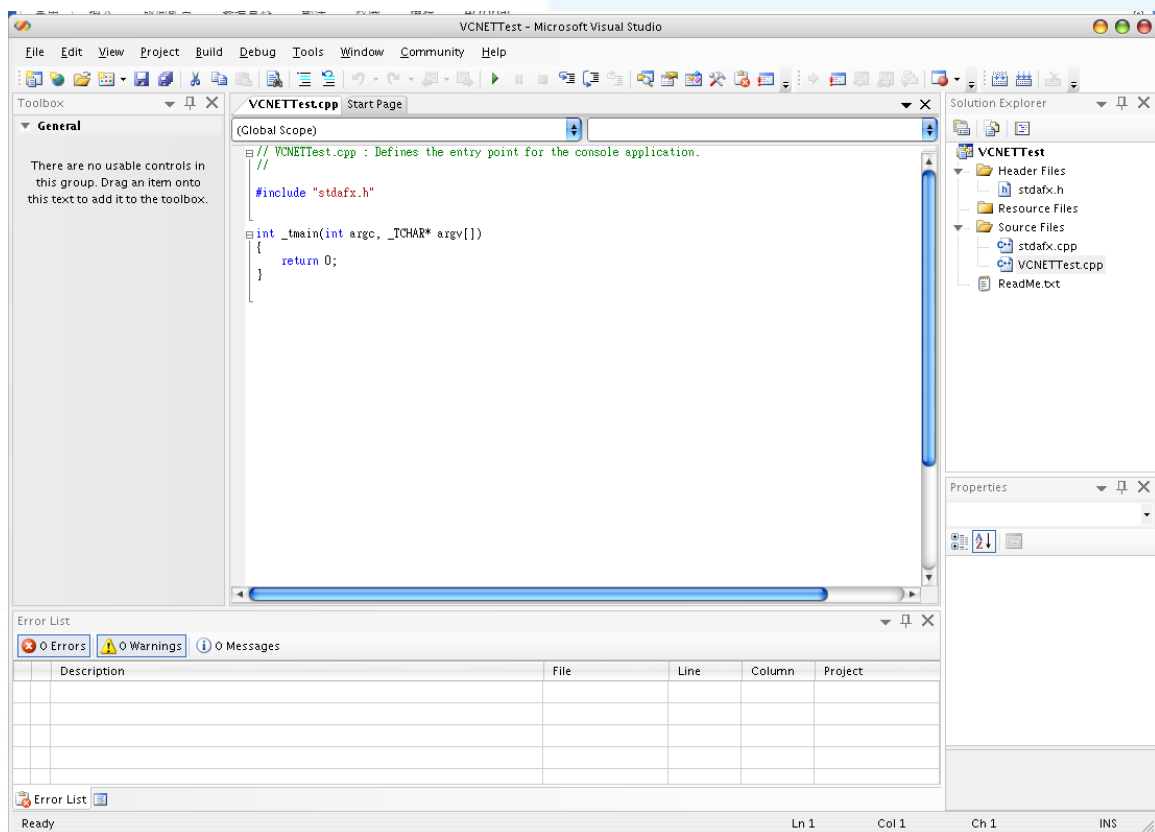 VCNETTest - Microsoft Visual Studio
File Edit View Project Build Debug Tools Window Community Help
Toolbox
General
There are no usable controls in
this group. Drag an item onto
this text to add it to the toolbox.
VCNETTest.cpp Start Page
(Global Scope)
// VCNETTest.cpp : Defines the entry point for the console application.
//
#include "stdafx.h"
int _tmain(int argc, _TCHAR* argv[])
{
return 0;
}
Solution Explorer
VCNETTest
Header Files
stdafx.h
Resource Files
Source Files
stdafx.cpp
VCNETTest.cpp
ReadMe.txt
Properties
Error List
0 Errors 0 Warnings 0 Messages
Description File Line Column Project
Error List
Ready Ln 1 Col 1 Ch 1 INS